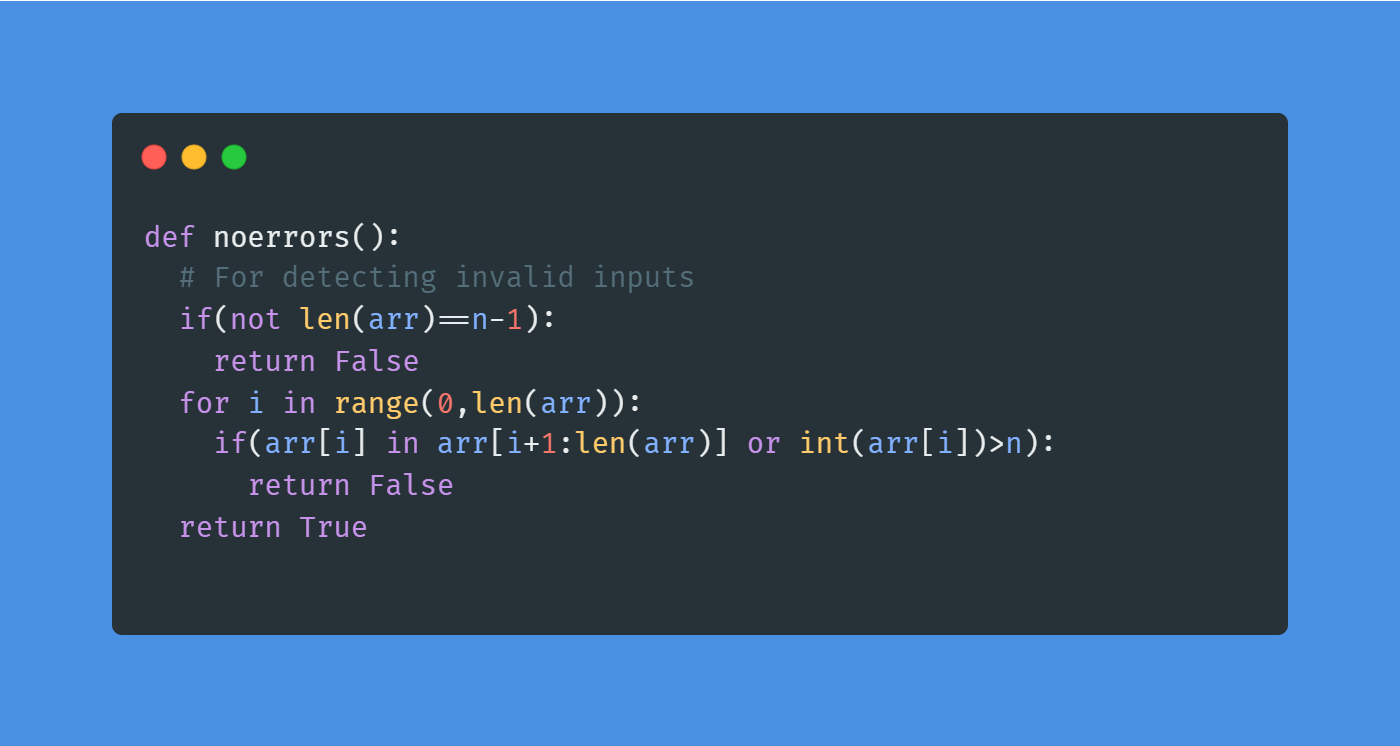 def noerrors():
  # For detecting invalid inputs
  if(not len(arr)==n-1):
    return False
  for i in range(0,len(arr)):
    if(arr[i] in arr[i+1:len(arr)] or int(arr[i])>n):
      return False
  return True